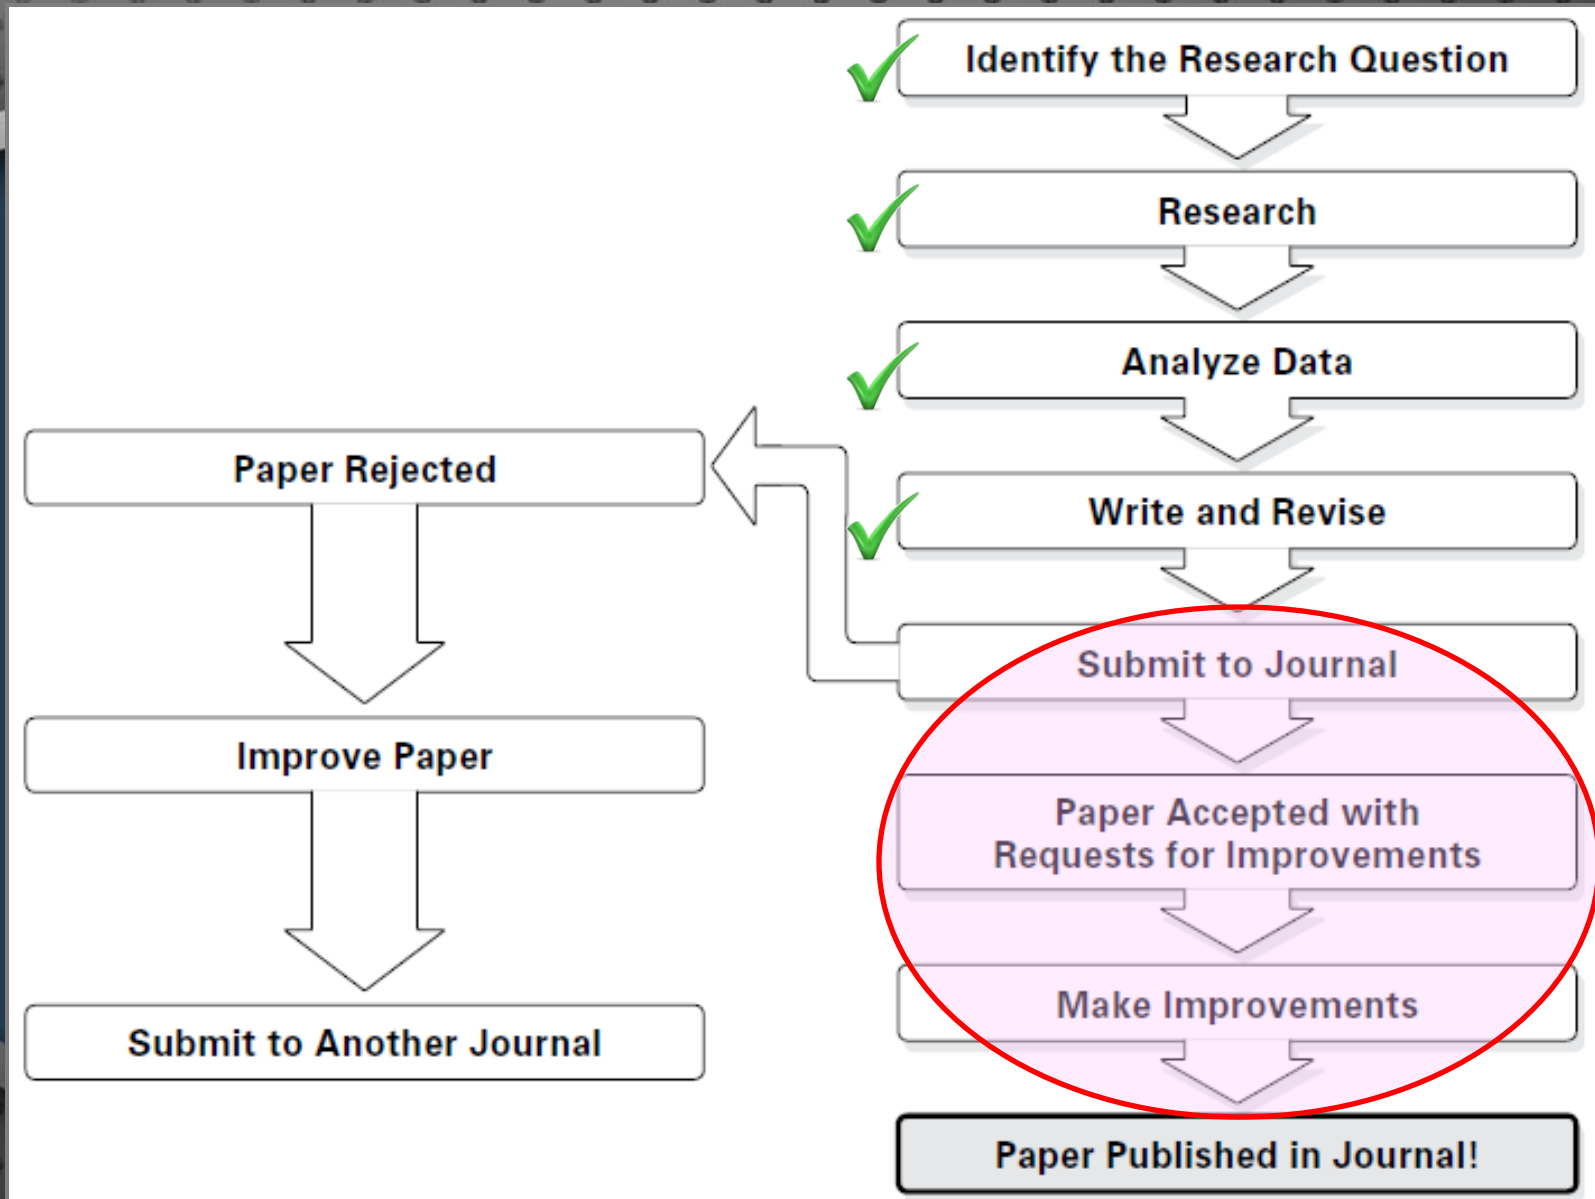 Identify the Research Question
Research
Analyze Data
Write and Revise
Submit to Journal
Paper Accepted with
Requests for Improvements
Make Improvements
Paper Published in Journal!
Paper Rejected
Improve Paper
Submit to Another Journal